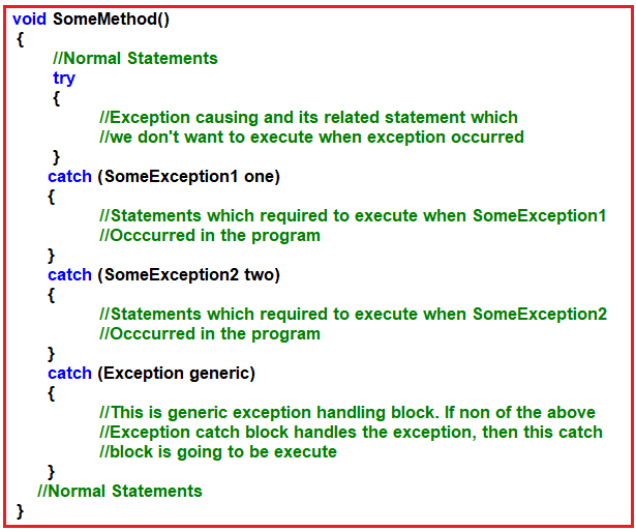 void SomeMethod()
{
//Normal Statements
try
{
//Exception causing and its related statement which
//we don't want to execute when exception occurred
}
catch (SomeException1 one)
{
//Statements which required to execute when SomeException1
//Occcurred in the program
}
catch (SomeException2 two)
{
//Statements which required to execute when SomeException2
//Occcurred in the program
}
catch (Exception generic)
{
//This is generic exception handling block. If non of the above
//Exception catch block handles the exception, then this catch
//block is going to be execute
}
//Normal Statements
}